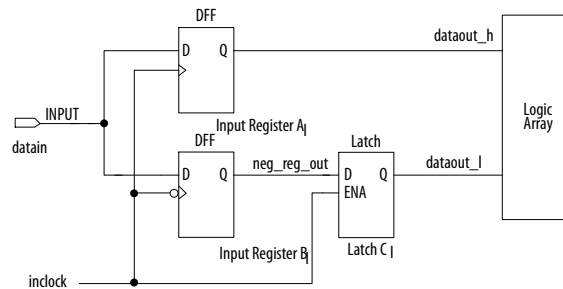 DFF
D Q
dataout_h
INPUT
datain
Input Register A I
Logic
Array
DFF
D Q
neg_reg_out
Latch
D Q
ENA
dataout_l
Input Register B I
Latch C I
inclock